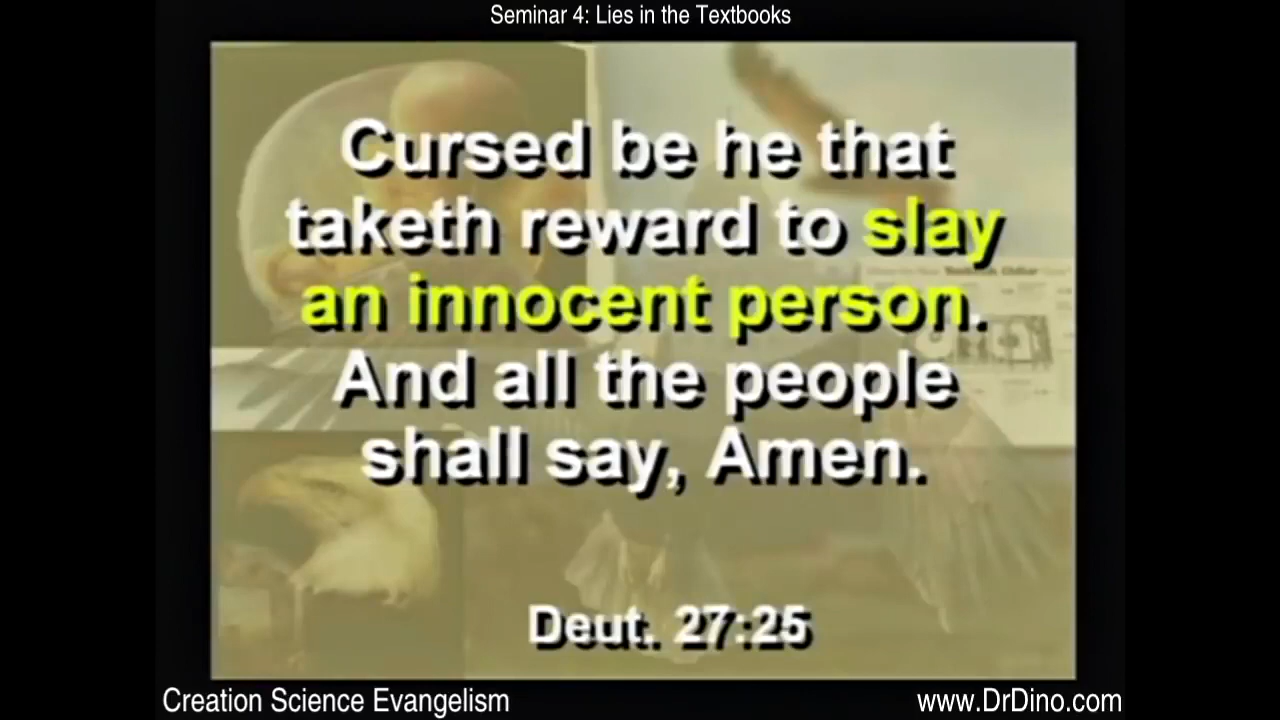 Seminar 4: Lies in the Textbooks
Cursed be he that
taketh reward to slay
an innocent person.
And all the people
shall say, Amen.
Deut. 27:25
Creation Science Evangelism
www.DrDino.com